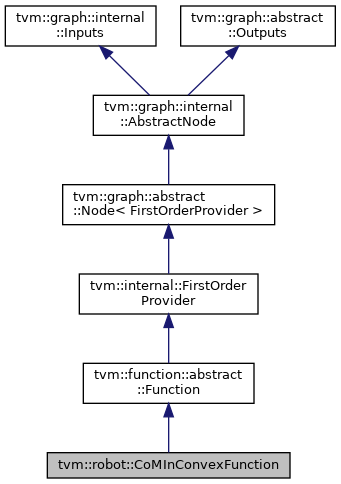 tvm::graph::internal
::Inputs
tvm::graph::abstract
::Outputs
tvm::graph::internal
::AbstractNode
tvm::graph::abstract
::Node< FirstOrderProvider >
tvm::internal::FirstOrder
Provider
tvm::function::abstract
::Function
tvm::robot::CoMInConvexFunction